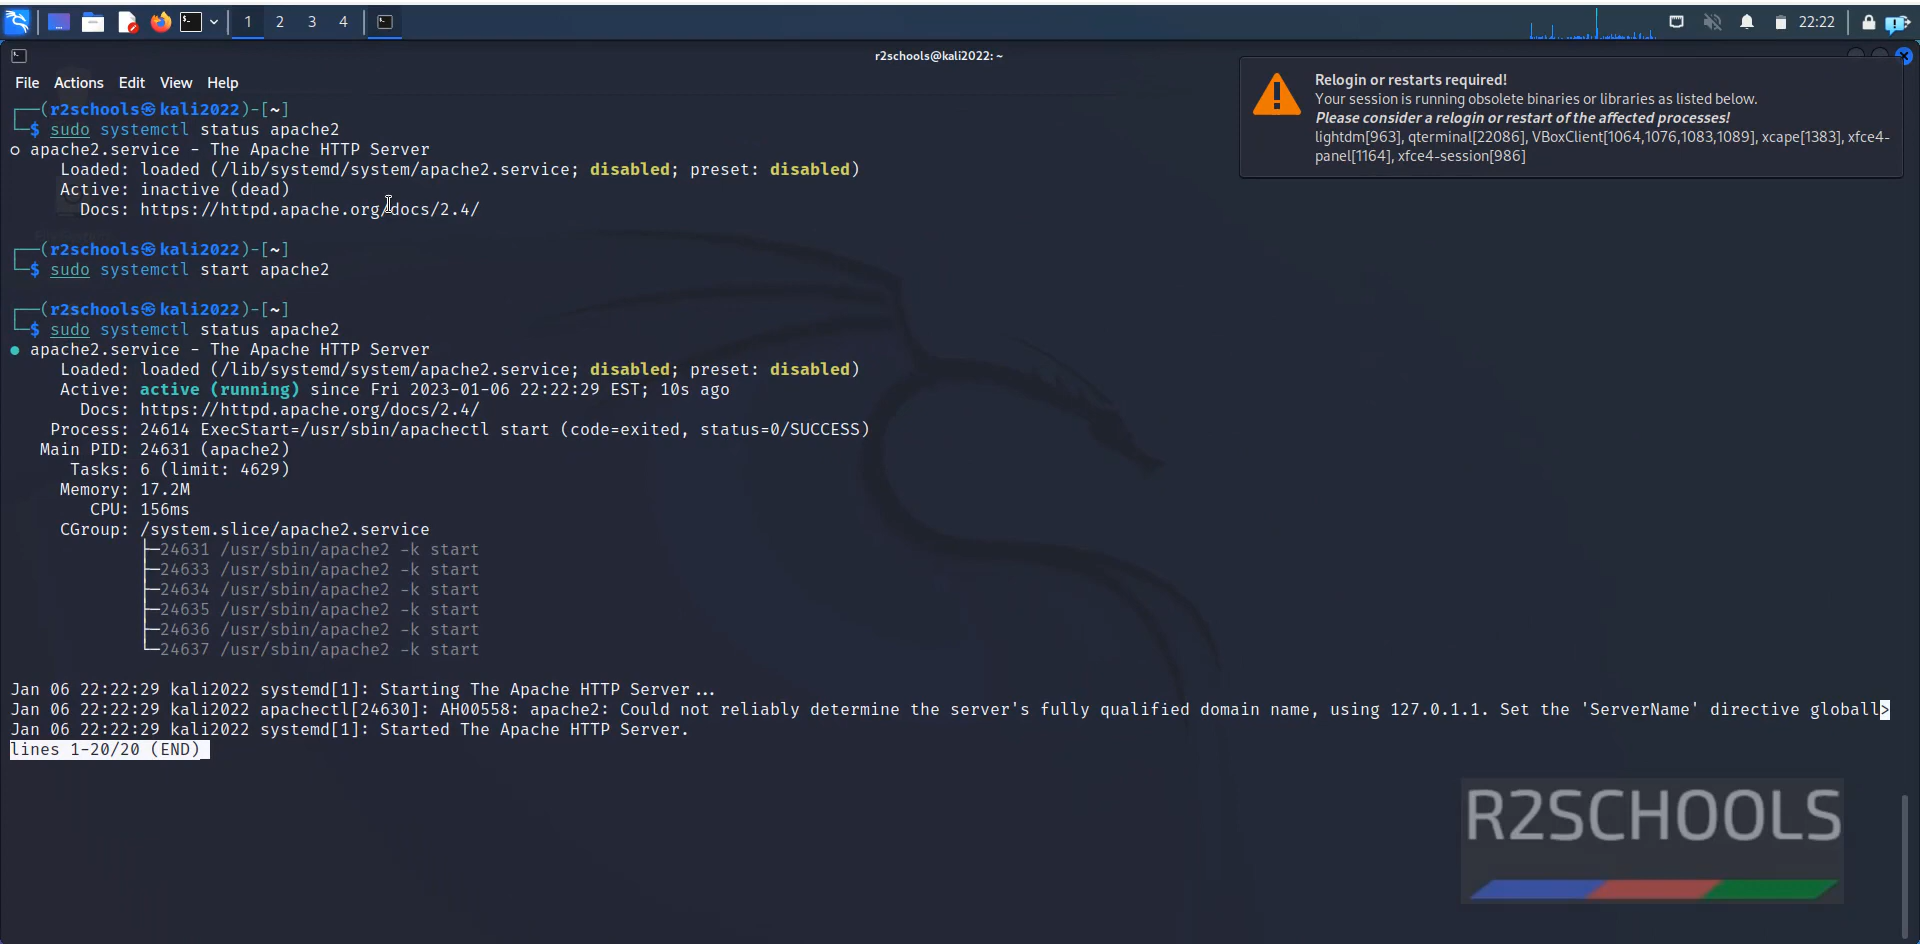 1 2 3 4 22:22
r2schools@kali2022: ~
File Actions Edit View Help
Relogin or restarts required!
Your session is running obsolete binaries or libraries as listed below.
Please consider a relogin or restart of the affected processes!
lightdm[963], qterminal[22086], VBoxClient[1064,1076,1083,1089], xcape[1383], xfce4-
panel[1164], xfce4-session[986]
┌──(r2schools㉿kali2022)-[~]
└─$ sudo systemctl status apache2
○ apache2.service - The Apache HTTP Server
Loaded: loaded (/lib/systemd/system/apache2.service; disabled; preset: disabled)
Active: inactive (dead)
Docs: https://httpd.apache.org/docs/2.4/
┌──(r2schools㉿kali2022)-[~]
└─$ sudo systemctl start apache2
┌──(r2schools㉿kali2022)-[~]
└─$ sudo systemctl status apache2
● apache2.service - The Apache HTTP Server
Loaded: loaded (/lib/systemd/system/apache2.service; disabled; preset: disabled)
Active: active (running) since Fri 2023-01-06 22:22:29 EST; 10s ago
Docs: https://httpd.apache.org/docs/2.4/
Process: 24614 ExecStart=/usr/sbin/apachectl start (code=exited, status=0/SUCCESS)
Main PID: 24631 (apache2)
Tasks: 6 (limit: 4629)
Memory: 17.2M
CPU: 156ms
CGroup: /system.slice/apache2.service
├─24631 /usr/sbin/apache2 -k start
├─24633 /usr/sbin/apache2 -k start
├─24634 /usr/sbin/apache2 -k start
├─24635 /usr/sbin/apache2 -k start
├─24636 /usr/sbin/apache2 -k start
└─24637 /usr/sbin/apache2 -k start
Jan 06 22:22:29 kali2022 systemd[1]: Starting The Apache HTTP Server...
Jan 06 22:22:29 kali2022 apachectl[24630]: AH00558: apache2: Could not reliably determine the server's fully qualified domain name, using 127.0.1.1. Set the 'ServerName' directive globall>
Jan 06 22:22:29 kali2022 systemd[1]: Started The Apache HTTP Server.
lines 1-20/20 (END)
R2SCHOOLS